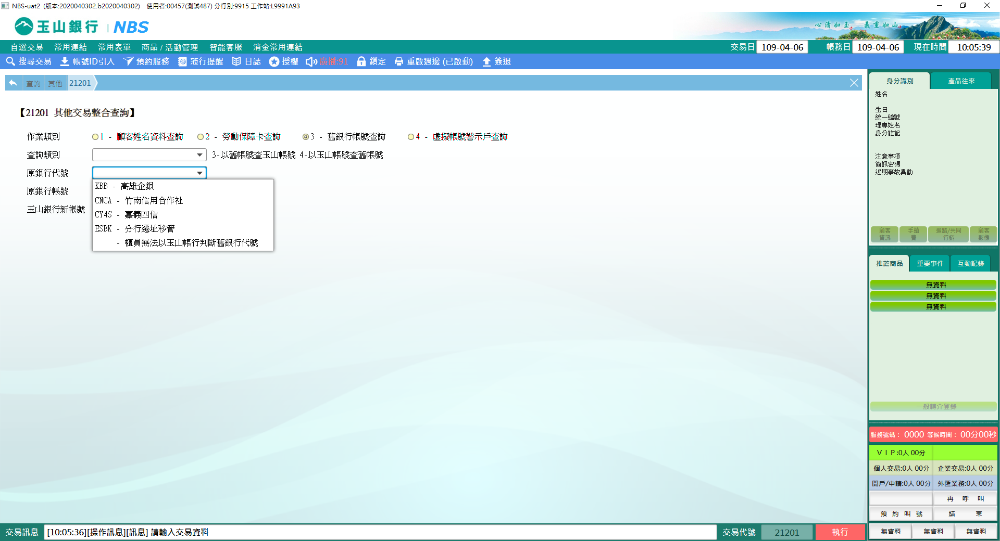 NBS-uat2 (版本:2020040302.b2020040302) 使用者:00457(測試487) 分行別:9915 工作站:L9991A93
玉山銀行 | NBS
心清如玉 義重如山
自選交易 常用連結 常用表單 商品 / 活動管理 智能客服 消金常用連結 交易日 109-04-06 帳務日 109-04-06 現在時間 10:05:39
搜尋交易 帳號ID引入 預約服務 蒞行提醒 日誌 授權 廣播:91 鎖定 重啟週邊 (已啟動) 簽退
查詢 其他 21201
【21201 其他交易整合查詢】
作業類別 1 - 顧客姓名資料查詢 2 - 勞動保障卡查詢 3 - 舊銀行帳號查詢 4 - 虛擬帳號警示戶查詢
查詢類別 3-以舊帳號查玉山帳號 4-以玉山帳號查舊帳號
原銀行代號
KBB - 高雄企銀
原銀行帳號
CNCA - 竹南信用合作社
玉山銀行新帳號
CY4S - 嘉義四信
ESBK - 分行遷址移管
- 櫃員無法以玉山帳行判斷舊銀行代號
身分識別 產品往來
姓名
生日
統一編號
理專姓名
身分註記
注意事項
簡訊密碼
近期事故異動
顧客資訊 手續費 通路/共同行銷 顧客影像
推薦商品 重要事件 互動記錄
無資料
無資料
無資料
一般轉介登錄
服務號碼： 0000 等候時間： 00分00秒
ＶＩＰ:0人 00分
個人交易:0人 00分 企業交易:0人 00分
開戶/申請:0人 00分 外匯業務:0人 00分
再 呼 叫
預 約 叫 號 結 束
無資料 無資料 無資料
交易訊息 [10:05:36][操作訊息][訊息] 請輸入交易資料 交易代號 21201 執行